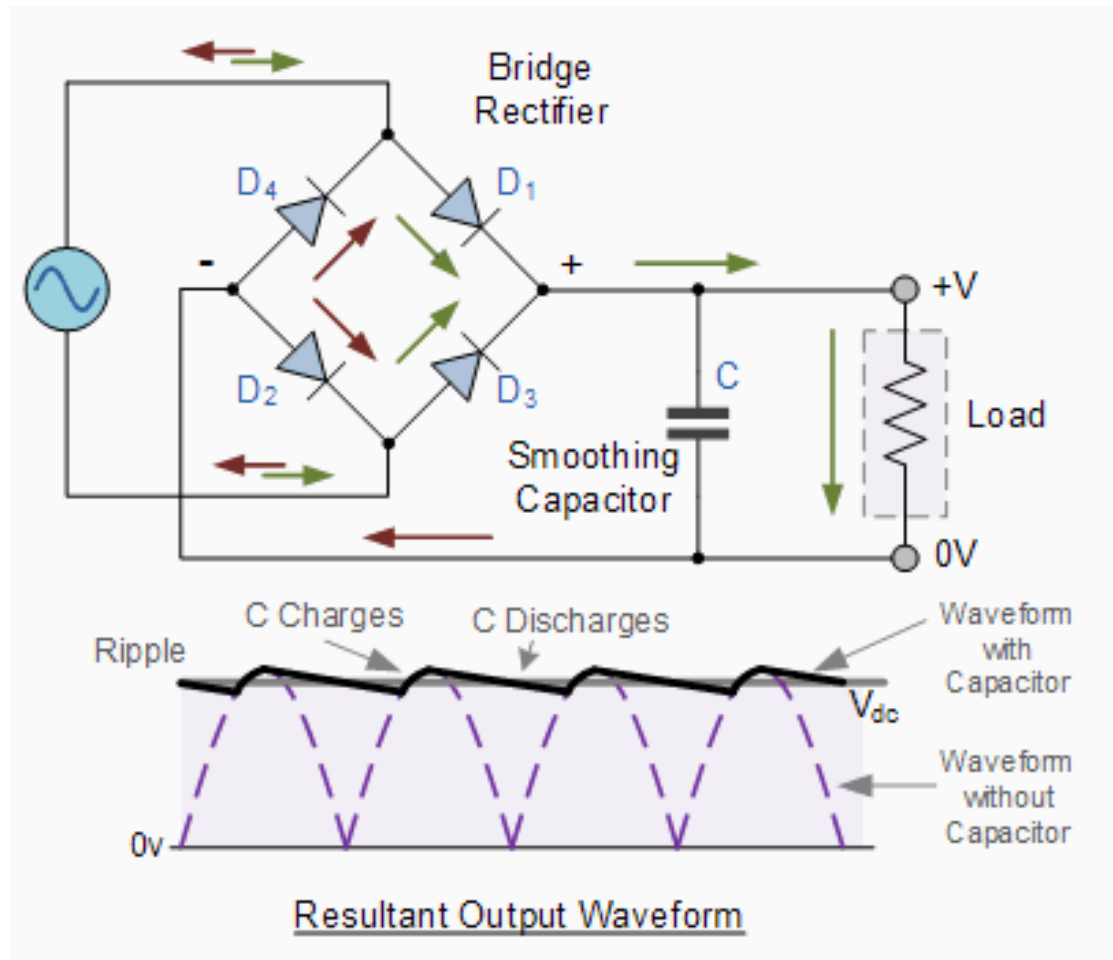 Bridge
Rectifier
D4
D1
-
+
+V
D2
D3
C
Load
Smoothing
Capacitor
0V
C Charges
C Discharges
Waveform
with
Capacitor
Ripple
Vdc
Waveform
without
Capacitor
0v
Resultant Output Waveform